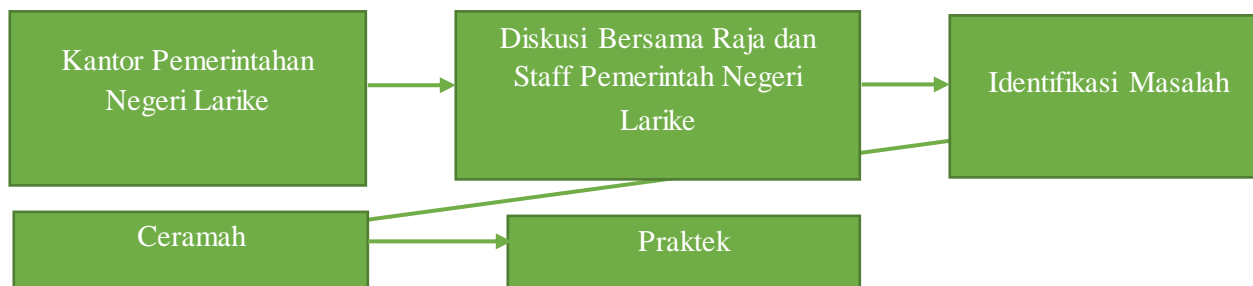 Kantor Pemerintahan
Negeri Larike
Diskusi Bersama Raja dan
Staff Pemerintah Negeri
Larike
Identifikasi Masalah
Ceramah
Praktek